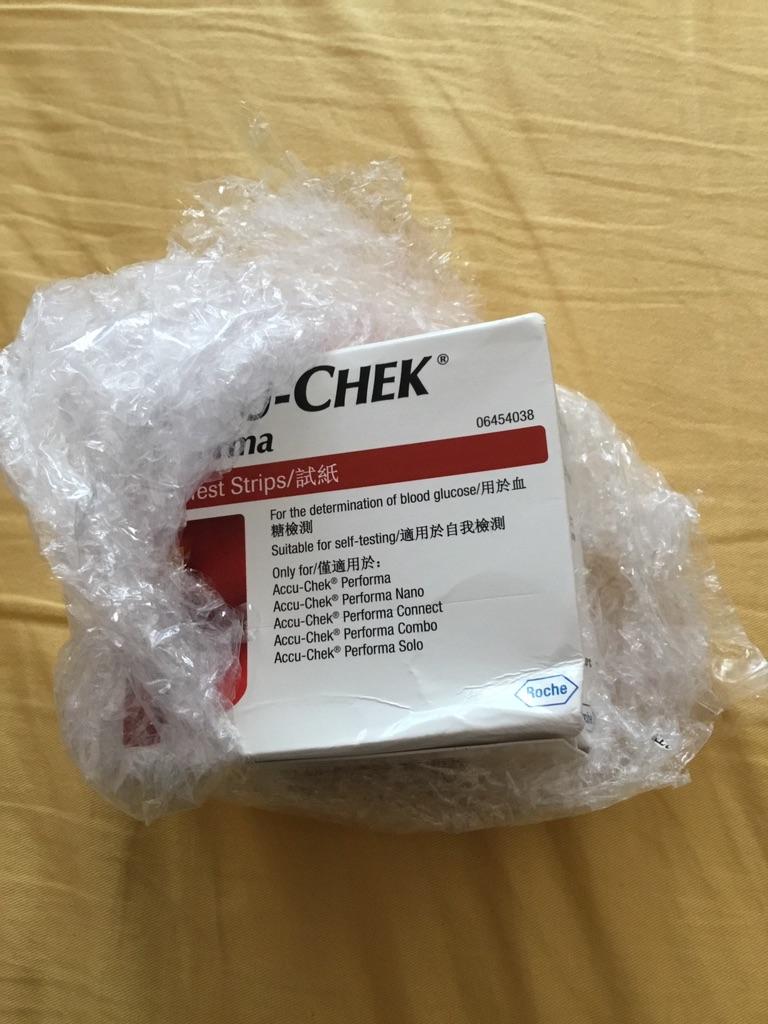 -CHEK®
06454038
ma
Test Strips/試紙
For the determination of blood glucose/用於血
糖檢測
Suitable for self-testing/適用於自我檢測
Only for/僅適用於:
Accu-Chek® Performa
Accu-Chek® Performa Nano
Accu-Chek® Performa Connect
Accu-Chek® Performa Combo
Accu-Chek® Performa Solo
Roche